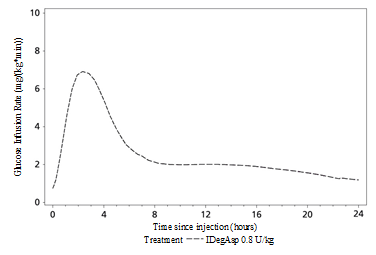 Glucose Infusion Rate (mg/(kg*min))
10
8
6
4
2
0
0 4 8 12 16 20 24
Time since injection (hours)
Treatment IDegAsp 0.8 U/kg